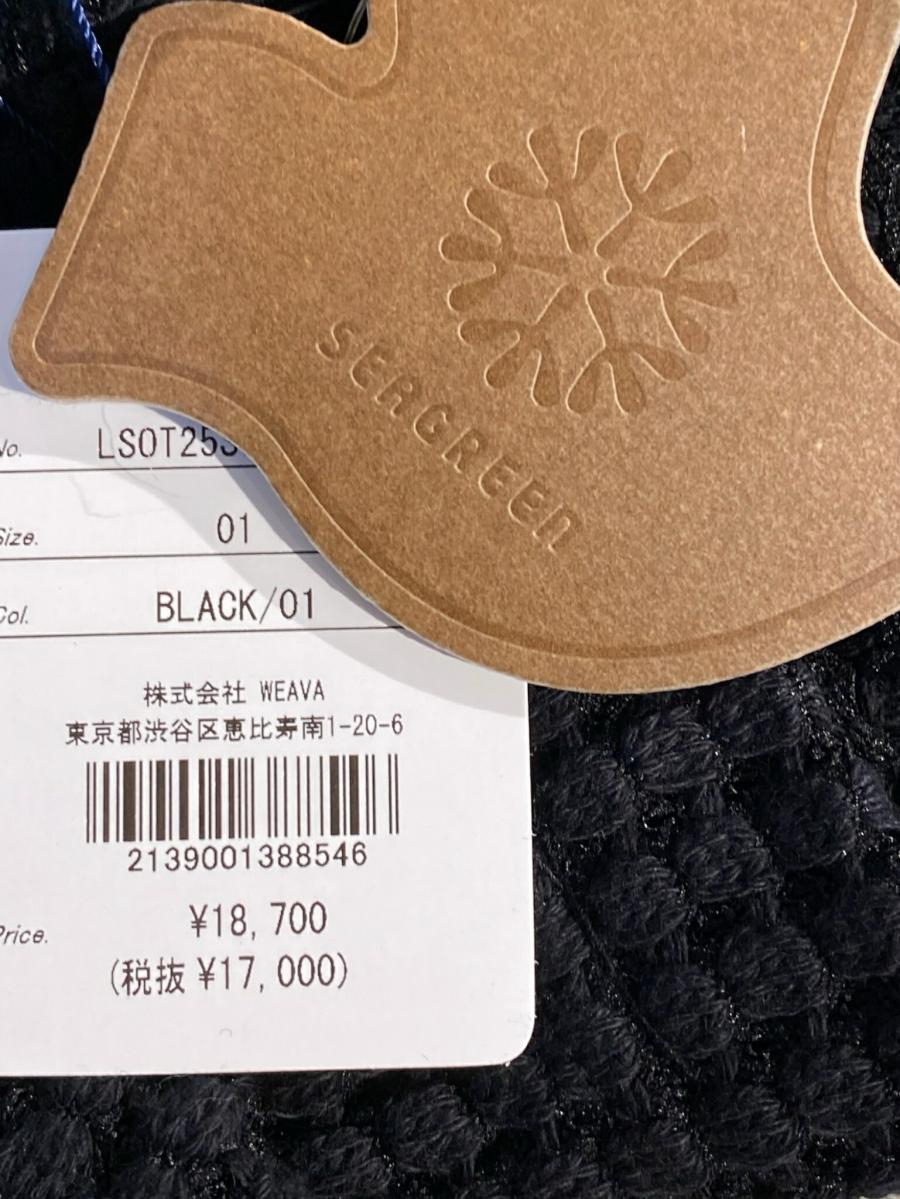 SERGREEN
No. LSOT253
Size. 01
Col. BLACK/01
株式会社 WEAVA
東京都渋谷区恵比寿南1-20-6
2139001388546
Price. ¥18,700
(税抜 ¥17,000)